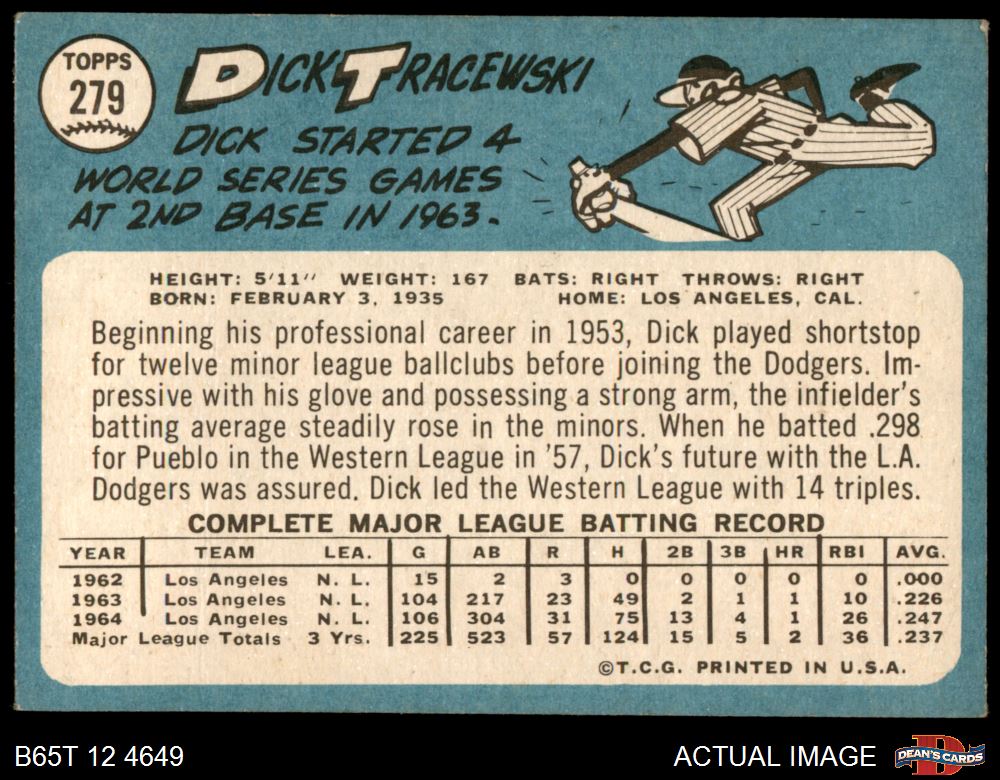 TOPPS
279
DICK TRACEWSKI
DICK STARTED 4
WORLD SERIES GAMES
AT 2ND BASE IN 1963.
HEIGHT: 5'11" WEIGHT: 167 BATS: RIGHT THROWS: RIGHT
BORN: FEBRUARY 3, 1935 HOME: LOS ANGELES, CAL.
Beginning his professional career in 1953, Dick played shortstop
for twelve minor league ballclubs before joining the Dodgers. Im-
pressive with his glove and possessing a strong arm, the infielder's
batting average steadily rose in the minors. When he batted .298
for Pueblo in the Western League in '57, Dick's future with the L.A.
Dodgers was assured. Dick led the Western League with 14 triples.
COMPLETE MAJOR LEAGUE BATTING RECORD
YEAR TEAM LEA. G AB R H 2B 3B HR RBI AVG.
1962 Los Angeles N. L. 15 2 3 0 0 0 0 0 .000
1963 Los Angeles N. L. 104 217 23 49 2 1 1 10 .226
1964 Los Angeles N. L. 106 304 31 75 13 4 1 26 .247
Major League Totals 3 Yrs. 225 523 57 124 15 5 2 36 .237
©T.C.G. PRINTED IN U.S.A.
B65T 12 4649 ACTUAL IMAGE D DEAN'S CARDS